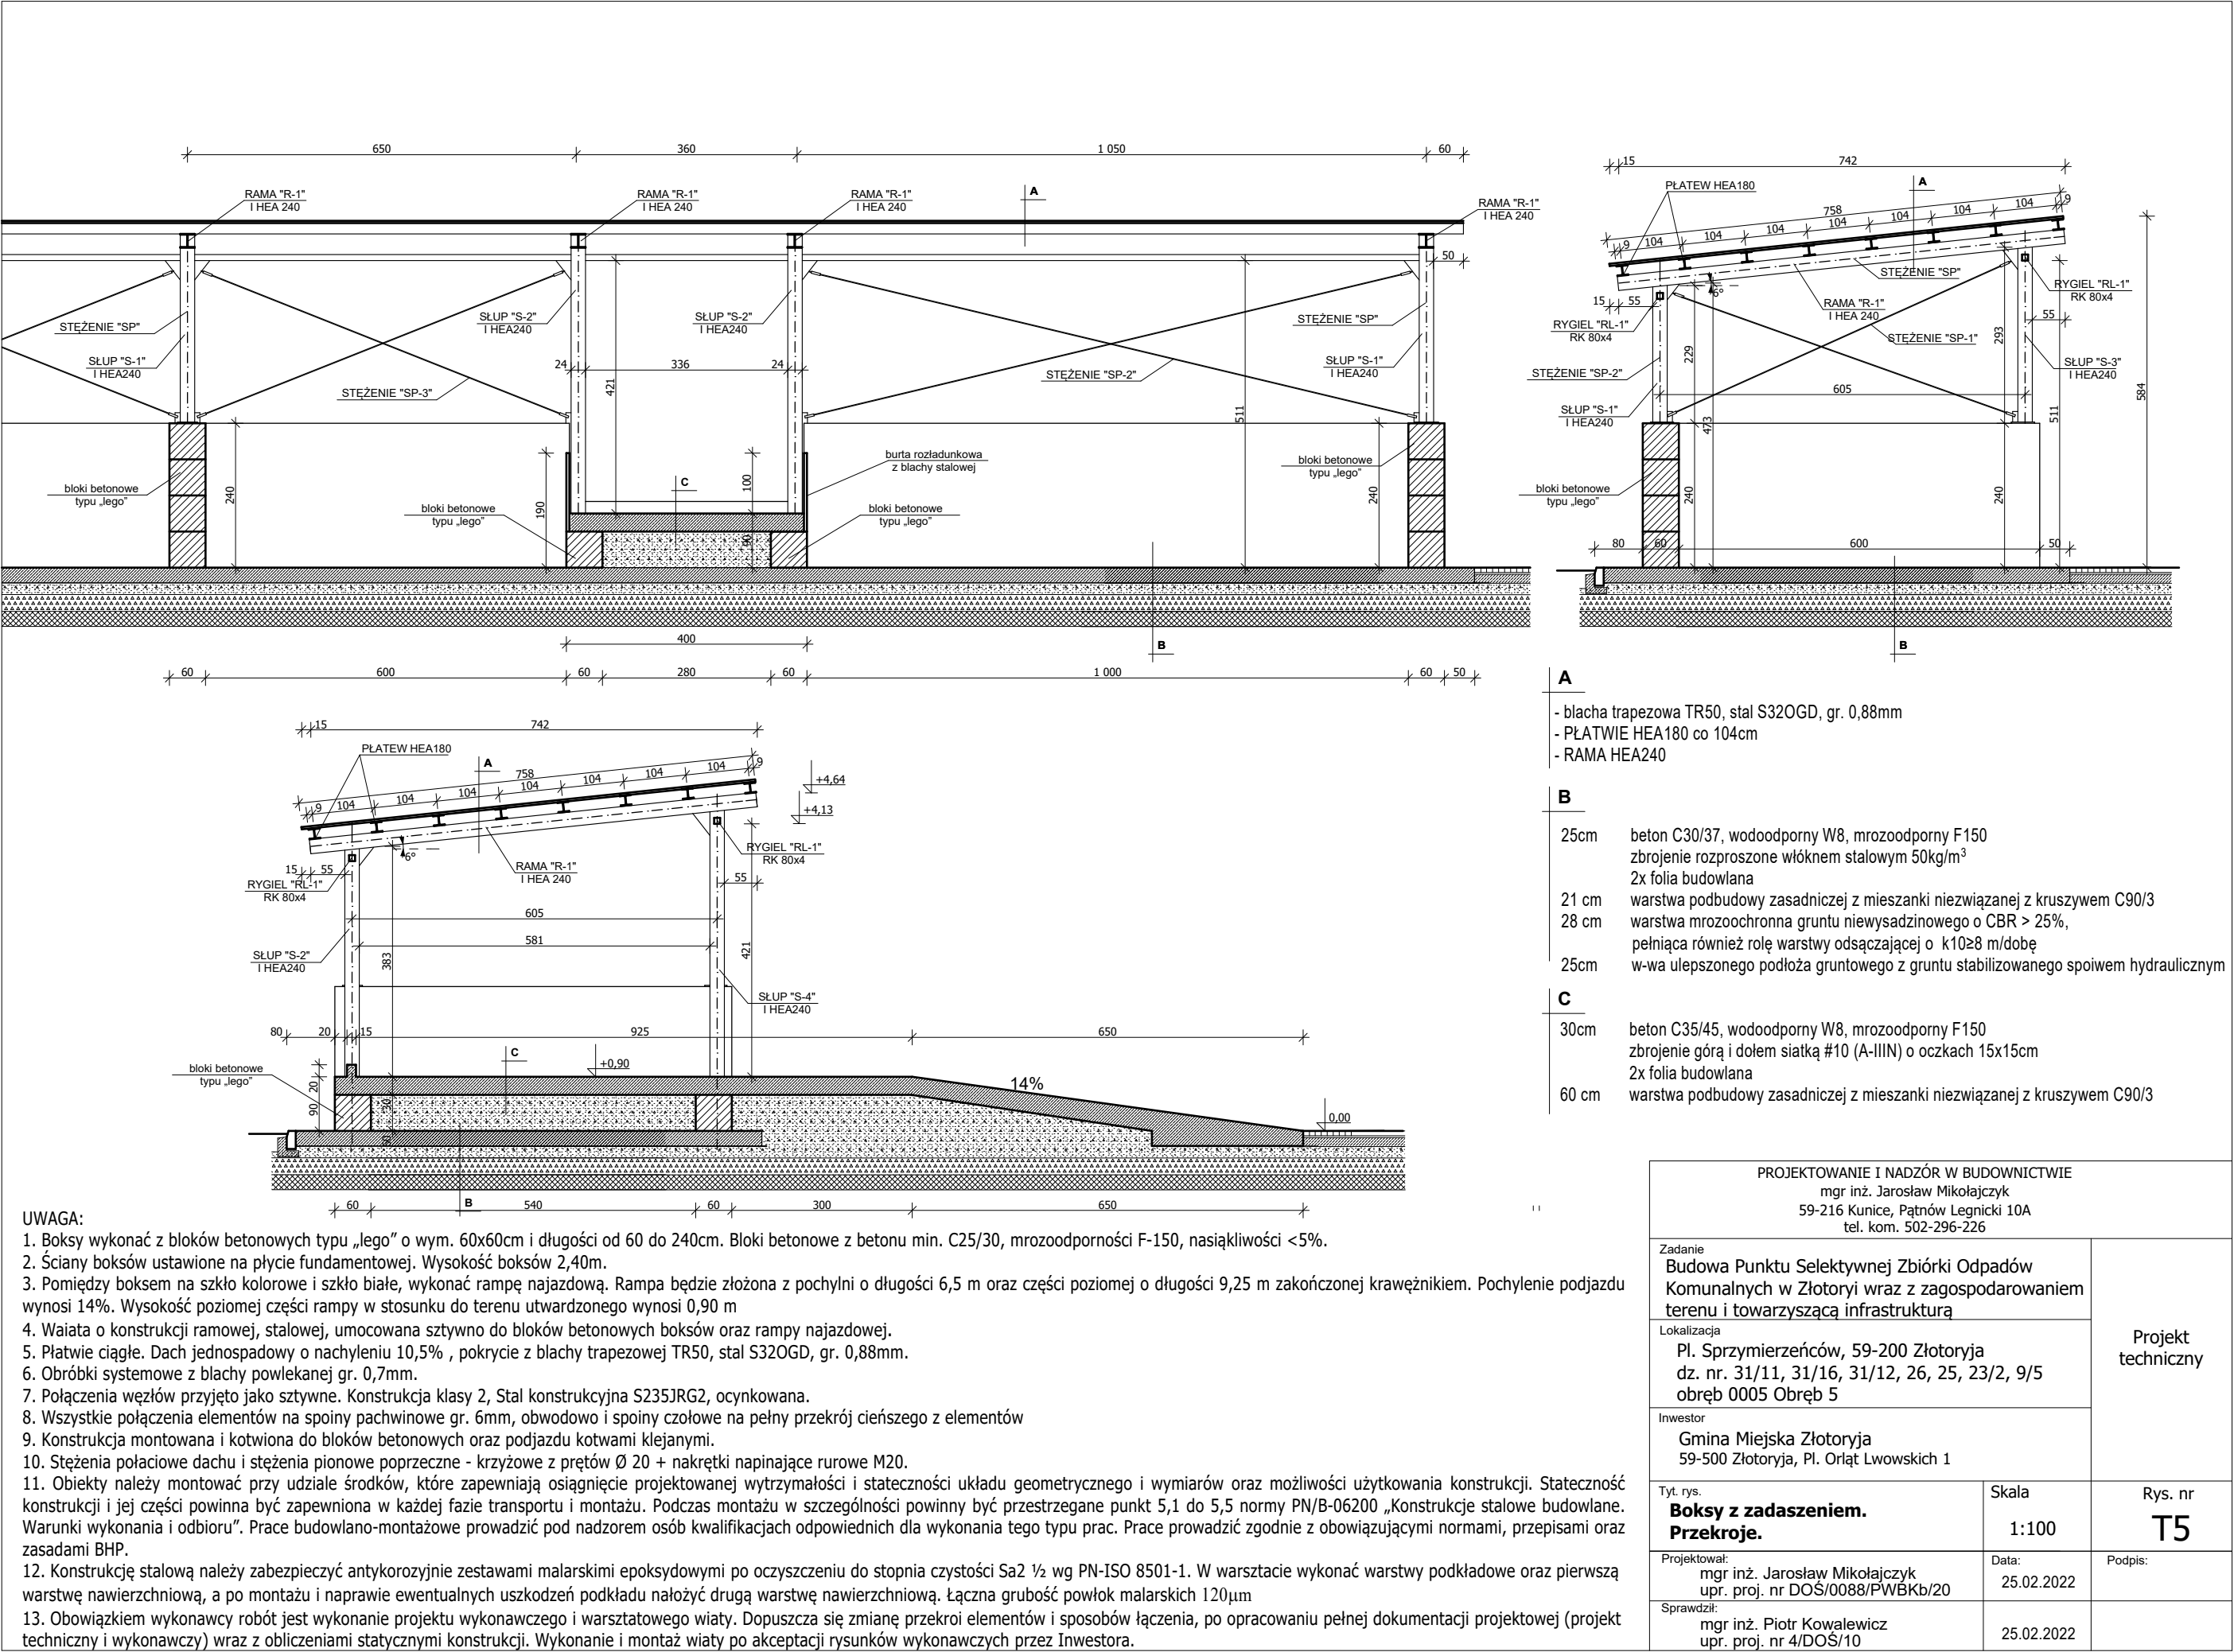 650
360
1 050
60
RAMA "R-1"
I HEA 240
RAMA "R-1"
I HEA 240
RAMA "R-1"
I HEA 240
A
RAMA "R-1"
I HEA 240
50
STĘŻENIE "SP"
SŁUP "S-1"
I HEA240
SŁUP "S-2"
I HEA240
SŁUP "S-2"
I HEA240
STĘŻENIE "SP"
SŁUP "S-1"
I HEA240
24
336
24
421
STĘŻENIE "SP-3"
STĘŻENIE "SP-2"
511
burta rozładunkowa
z blachy stalowej
bloki betonowe
typu „lego”
240
bloki betonowe
typu „lego”
190
C
100
90
bloki betonowe
typu „lego”
bloki betonowe
typu „lego”
240
400
B
60
600
60
280
60
1 000
60
50
15
742
PŁATEW HEA180
A
758
9
104
104
104
104
104
104
104
9
STĘŻENIE "SP"
6°
15
55
RYGIEL "RL-1"
RK 80x4
RAMA "R-1"
I HEA 240
RYGIEL "RL-1"
RK 80x4
55
STĘŻENIE "SP-1"
229
293
STĘŻENIE "SP-2"
SŁUP "S-3"
I HEA240
605
584
SŁUP "S-1"
I HEA240
473
511
bloki betonowe
typu „lego”
240
240
80
60
600
50
B
15
742
PŁATEW HEA180
A
758
9
104
104
104
104
104
104
104
9
+4,64
+4,13
6°
15
55
RYGIEL "RL-1"
RK 80x4
RAMA "R-1"
I HEA 240
RYGIEL "RL-1"
RK 80x4
55
605
581
SŁUP "S-2"
I HEA240
383
421
SŁUP "S-4"
I HEA240
80
20
15
925
650
bloki betonowe
typu „lego”
C
+0,90
14%
20
90
30
60
0,00
60
B
540
60
300
650
A
- blacha trapezowa TR50, stal S32OGD, gr. 0,88mm
- PŁATWIE HEA180 co 104cm
- RAMA HEA240
B
25cm beton C30/37, wodoodporny W8, mrozoodporny F150
zbrojenie rozproszone włóknem stalowym 50kg/m³
2x folia budowlana
21 cm warstwa podbudowy zasadniczej z mieszanki niezwiązanej z kruszywem C90/3
28 cm warstwa mrozoochronna gruntu niewysadzinowego o CBR > 25%,
pełniąca również rolę warstwy odsączającej o k10≥8 m/dobę
25cm w-wa ulepszonego podłoża gruntowego z gruntu stabilizowanego spoiwem hydraulicznym
C
30cm beton C35/45, wodoodporny W8, mrozoodporny F150
zbrojenie górą i dołem siatką #10 (A-IIIN) o oczkach 15x15cm
2x folia budowlana
60 cm warstwa podbudowy zasadniczej z mieszanki niezwiązanej z kruszywem C90/3
UWAGA:
1. Boksy wykonać z bloków betonowych typu „lego” o wym. 60x60cm i długości od 60 do 240cm. Bloki betonowe z betonu min. C25/30, mrozoodporności F-150, nasiąkliwości <5%.
2. Ściany boksów ustawione na płycie fundamentowej. Wysokość boksów 2,40m.
3. Pomiędzy boksem na szkło kolorowe i szkło białe, wykonać rampę najazdową. Rampa będzie złożona z pochylni o długości 6,5 m oraz części poziomej o długości 9,25 m zakończonej krawężnikiem. Pochylenie podjazdu
wynosi 14%. Wysokość poziomej części rampy w stosunku do terenu utwardzonego wynosi 0,90 m
4. Waiata o konstrukcji ramowej, stalowej, umocowana sztywno do bloków betonowych boksów oraz rampy najazdowej.
5. Płatwie ciągłe. Dach jednospadowy o nachyleniu 10,5% , pokrycie z blachy trapezowej TR50, stal S32OGD, gr. 0,88mm.
6. Obróbki systemowe z blachy powlekanej gr. 0,7mm.
7. Połączenia węzłów przyjęto jako sztywne. Konstrukcja klasy 2, Stal konstrukcyjna S235JRG2, ocynkowana.
8. Wszystkie połączenia elementów na spoiny pachwinowe gr. 6mm, obwodowo i spoiny czołowe na pełny przekrój cieńszego z elementów
9. Konstrukcja montowana i kotwiona do bloków betonowych oraz podjazdu kotwami klejanymi.
10. Stężenia połaciowe dachu i stężenia pionowe poprzeczne - krzyżowe z prętów Ø 20 + nakrętki napinające rurowe M20.
11. Obiekty należy montować przy udziale środków, które zapewniają osiągnięcie projektowanej wytrzymałości i stateczności układu geometrycznego i wymiarów oraz możliwości użytkowania konstrukcji. Stateczność
konstrukcji i jej części powinna być zapewniona w każdej fazie transportu i montażu. Podczas montażu w szczególności powinny być przestrzegane punkt 5,1 do 5,5 normy PN/B-06200 „Konstrukcje stalowe budowlane.
Warunki wykonania i odbioru”. Prace budowlano-montażowe prowadzić pod nadzorem osób kwalifikacjach odpowiednich dla wykonania tego typu prac. Prace prowadzić zgodnie z obowiązującymi normami, przepisami oraz
zasadami BHP.
12. Konstrukcję stalową należy zabezpieczyć antykorozyjnie zestawami malarskimi epoksydowymi po oczyszczeniu do stopnia czystości Sa2 ½ wg PN-ISO 8501-1. W warsztacie wykonać warstwy podkładowe oraz pierwszą
warstwę nawierzchniową, a po montażu i naprawie ewentualnych uszkodzeń podkładu nałożyć drugą warstwę nawierzchniową. Łączna grubość powłok malarskich 120µm
13. Obowiązkiem wykonawcy robót jest wykonanie projektu wykonawczego i warsztatowego wiaty. Dopuszcza się zmianę przekroi elementów i sposobów łączenia, po opracowaniu pełnej dokumentacji projektowej (projekt
techniczny i wykonawczy) wraz z obliczeniami statycznymi konstrukcji. Wykonanie i montaż wiaty po akceptacji rysunków wykonawczych przez Inwestora.
PROJEKTOWANIE I NADZÓR W BUDOWNICTWIE
mgr inż. Jarosław Mikołajczyk
59-216 Kunice, Pątnów Legnicki 10A
tel. kom. 502-296-226
Zadanie
Budowa Punktu Selektywnej Zbiórki Odpadów
Komunalnych w Złotoryi wraz z zagospodarowaniem
terenu i towarzyszącą infrastrukturą
Lokalizacja
Pl. Sprzymierzeńców, 59-200 Złotoryja
dz. nr. 31/11, 31/16, 31/12, 26, 25, 23/2, 9/5
obręb 0005 Obręb 5
Projekt
techniczny
Inwestor
Gmina Miejska Złotoryja
59-500 Złotoryja, Pl. Orląt Lwowskich 1
Tyt. rys.
Boksy z zadaszeniem.
Przekroje.
Skala
1:100
Rys. nr
T5
Projektował:
mgr inż. Jarosław Mikołajczyk
upr. proj. nr DOŚ/0088/PWBKb/20
Data:
25.02.2022
Podpis:
Sprawdził:
mgr inż. Piotr Kowalewicz
upr. proj. nr 4/DOŚ/10
25.02.2022